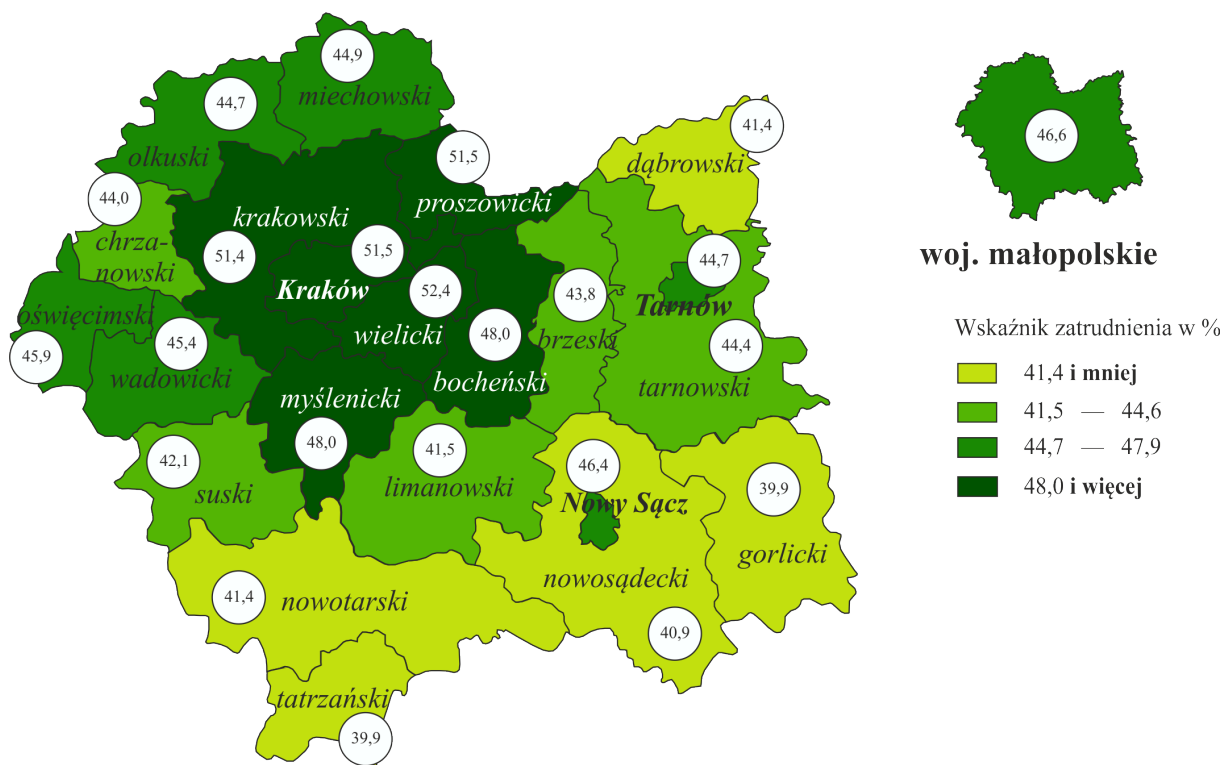 44,9
miechowski
44,7
olkuski
41,4
dąbrowski
51,5
proszowicki
46,6
44,0
chrza-
nowski
krakowski
51,4
51,5
Kraków
52,4
wielicki
48,0
bocheński
43,8
brzeski
44,7
Tarnów
44,4
tarnowski
oświęcimski
45,9
45,4
wadowicki
myślenicki
48,0
42,1
suski
41,5
limanowski
46,4
Nowy Sącz
39,9
gorlicki
nowosądecki
40,9
41,4
nowotarski
tatrzański
39,9
woj. małopolskie
Wskaźnik zatrudnienia w %
41,4 i mniej
41,5 — 44,6
44,7 — 47,9
48,0 i więcej